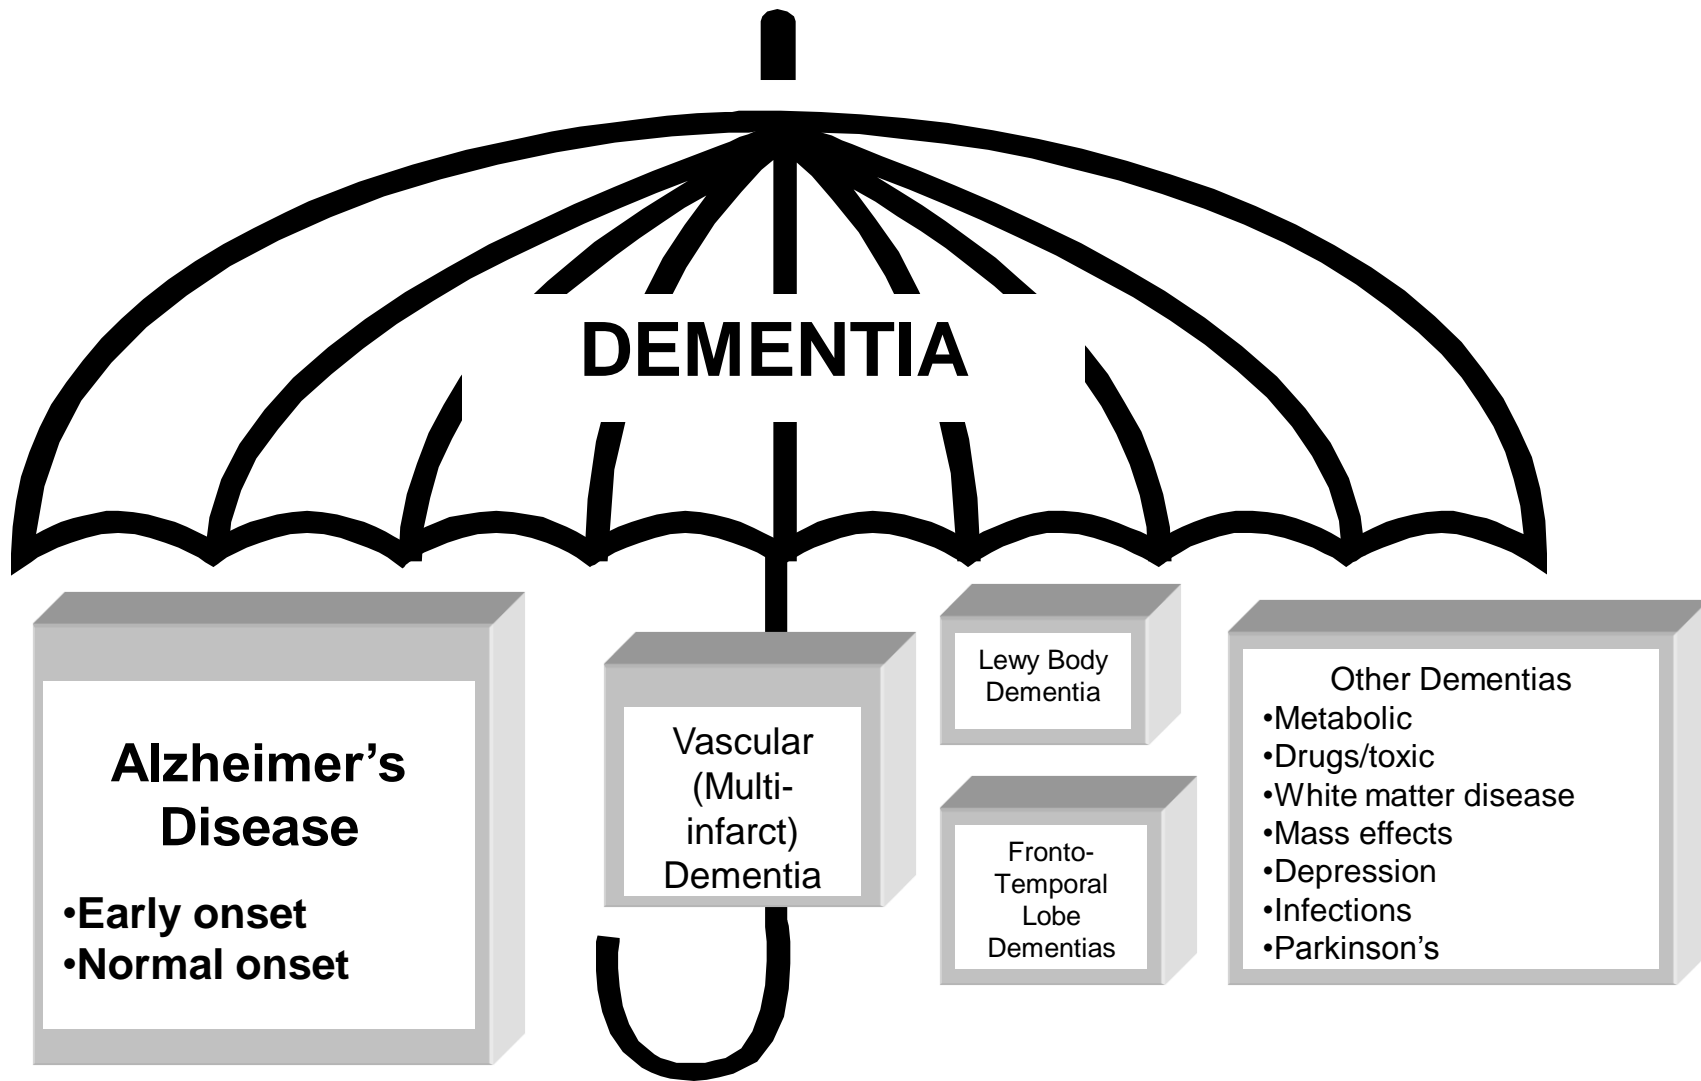 DEMENTIA
Alzheimer’s
Disease
•Early onset
•Normal onset
Vascular
(Multi-
infarct)
Dementia
Lewy Body
Dementia
Fronto-
Temporal
Lobe
Dementias
Other Dementias
•Metabolic
•Drugs/toxic
•White matter disease
•Mass effects
•Depression
•Infections
•Parkinson’s